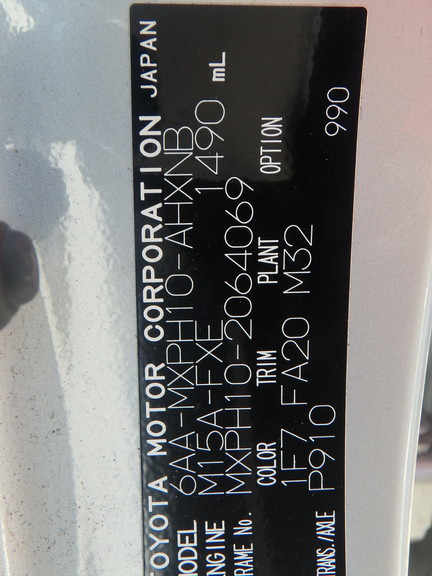 TOYOTA MOTOR CORPORATION JAPAN
MODEL 6AA-MXPH10-AHXNB
ENGINE M15A-FXE 1490 mL
FRAME No. MXPH10-2064069
COLOR TRIM PLANT OPTION
1F7 FA20 M32
TRANS./AXLE P910 990